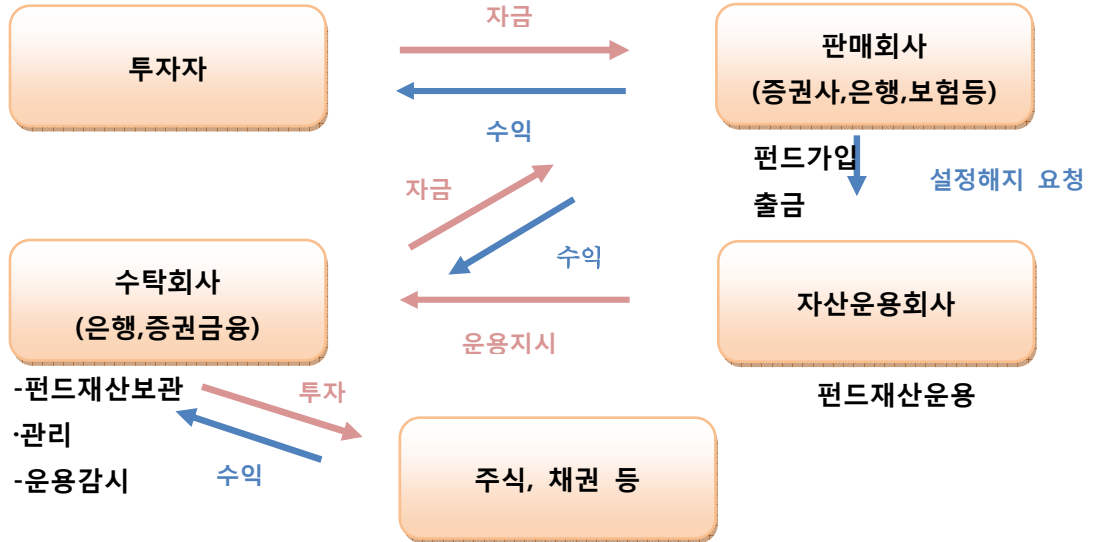 자금
투자자
판매회사
(증권사,은행,보험등)
수익
펀드가입
출금
설정해지 요청
자금
수익
수탁회사
(은행,증권금융)
자산운용회사
운용지시
-펀드재산보관
·관리
-운용감시
투자
수익
펀드재산운용
주식, 채권 등